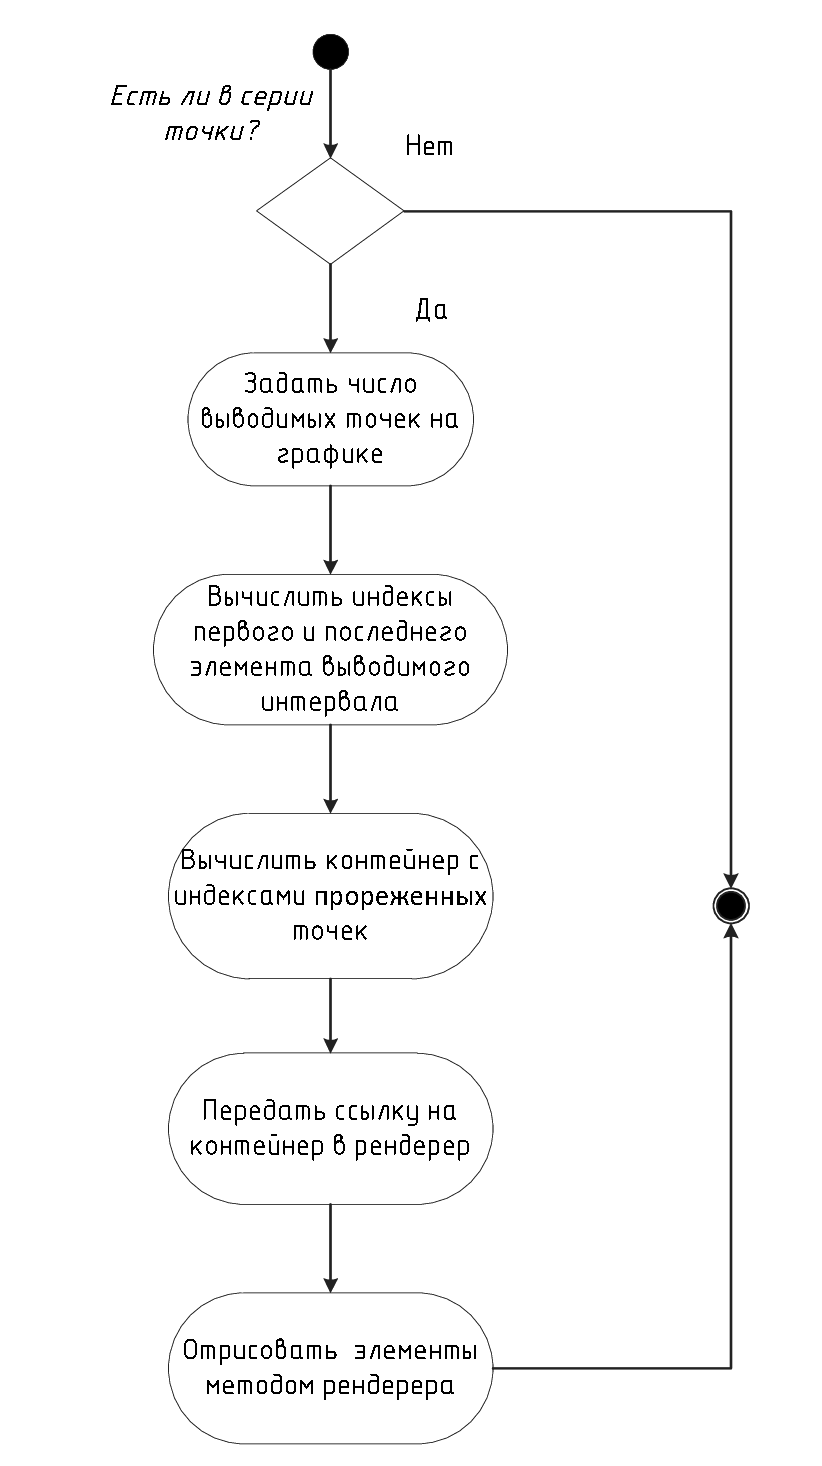 Есть ли в серии
точки?
Нет
Да
Задать число
выводимых точек на
графике
Вычислить индексы
первого и последнего
элемента выводимого
интервала
Вычислить контейнер с
индексами прореженных
точек
Передать ссылку на
контейнер в рендерер
Отрисовать элементы
методом рендерера